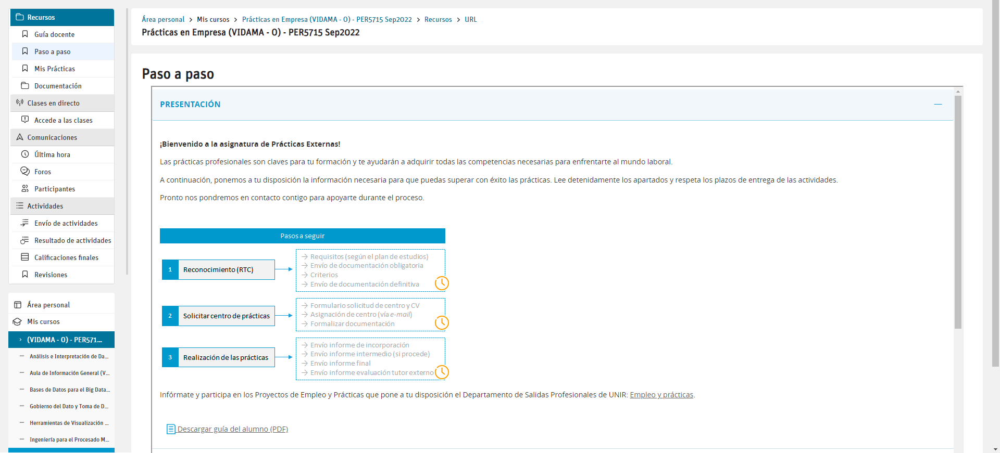 Recursos
Guía docente
Paso a paso
Mis Prácticas
Documentación
Clases en directo
Accede a las clases
Comunicaciones
Última hora
Foros
Participantes
Actividades
Envío de actividades
Resultado de actividades
Calificaciones finales
Revisiones
Área personal
Mis cursos
(VIDAMA - O) - PER571...
Análisis e Interpretación de Da...
Aula de Información General (V...
Bases de Datos para el Big Data...
Gobierno del Dato y Toma de D...
Herramientas de Visualización ...
Ingeniería para el Procesado M...
Área personal > Mis cursos > Prácticas en Empresa (VIDAMA - O) - PER5715 Sep2022 > Recursos > URL
Prácticas en Empresa (VIDAMA - O) - PER5715 Sep2022
Paso a paso
PRESENTACIÓN
¡Bienvenido a la asignatura de Prácticas Externas!
Las prácticas profesionales son claves para tu formación y te ayudarán a adquirir todas las competencias necesarias para enfrentarte al mundo laboral.
A continuación, ponemos a tu disposición la información necesaria para que puedas superar con éxito las prácticas. Lee detenidamente los apartados y respeta los plazos de entrega de las actividades.
Pronto nos pondremos en contacto contigo para apoyarte durante el proceso.
Pasos a seguir
1 Reconocimiento (RTC)
→ Requisitos (según el plan de estudios)
→ Envío de documentación obligatoria
→ Criterios
→ Envío de documentación definitiva
2 Solicitar centro de prácticas
→ Formulario solicitud de centro y CV
→ Asignación de centro (vía e-mail)
→ Formalizar documentación
3 Realización de las prácticas
→ Envío informe de incorporación
→ Envío informe intermedio (si procede)
→ Envío informe final
→ Envío informe evaluación tutor externo
Infórmate y participa en los Proyectos de Empleo y Prácticas que pone a tu disposición el Departamento de Salidas Profesionales de UNIR: Empleo y prácticas.
Descargar guía del alumno (PDF)